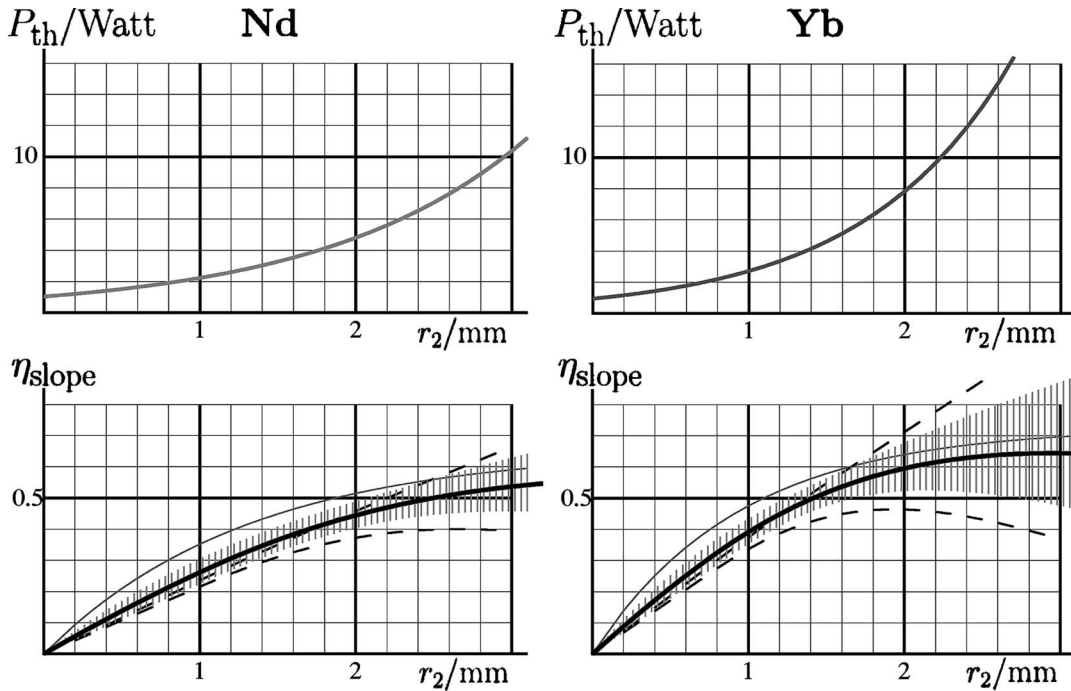 P_th/Watt Nd
10
1 2 r_2/mm
P_th/Watt Yb
10
1 2 r_2/mm
η_slope
0.5
1 2 r_2/mm
η_slope
0.5
1 2 r_2/mm